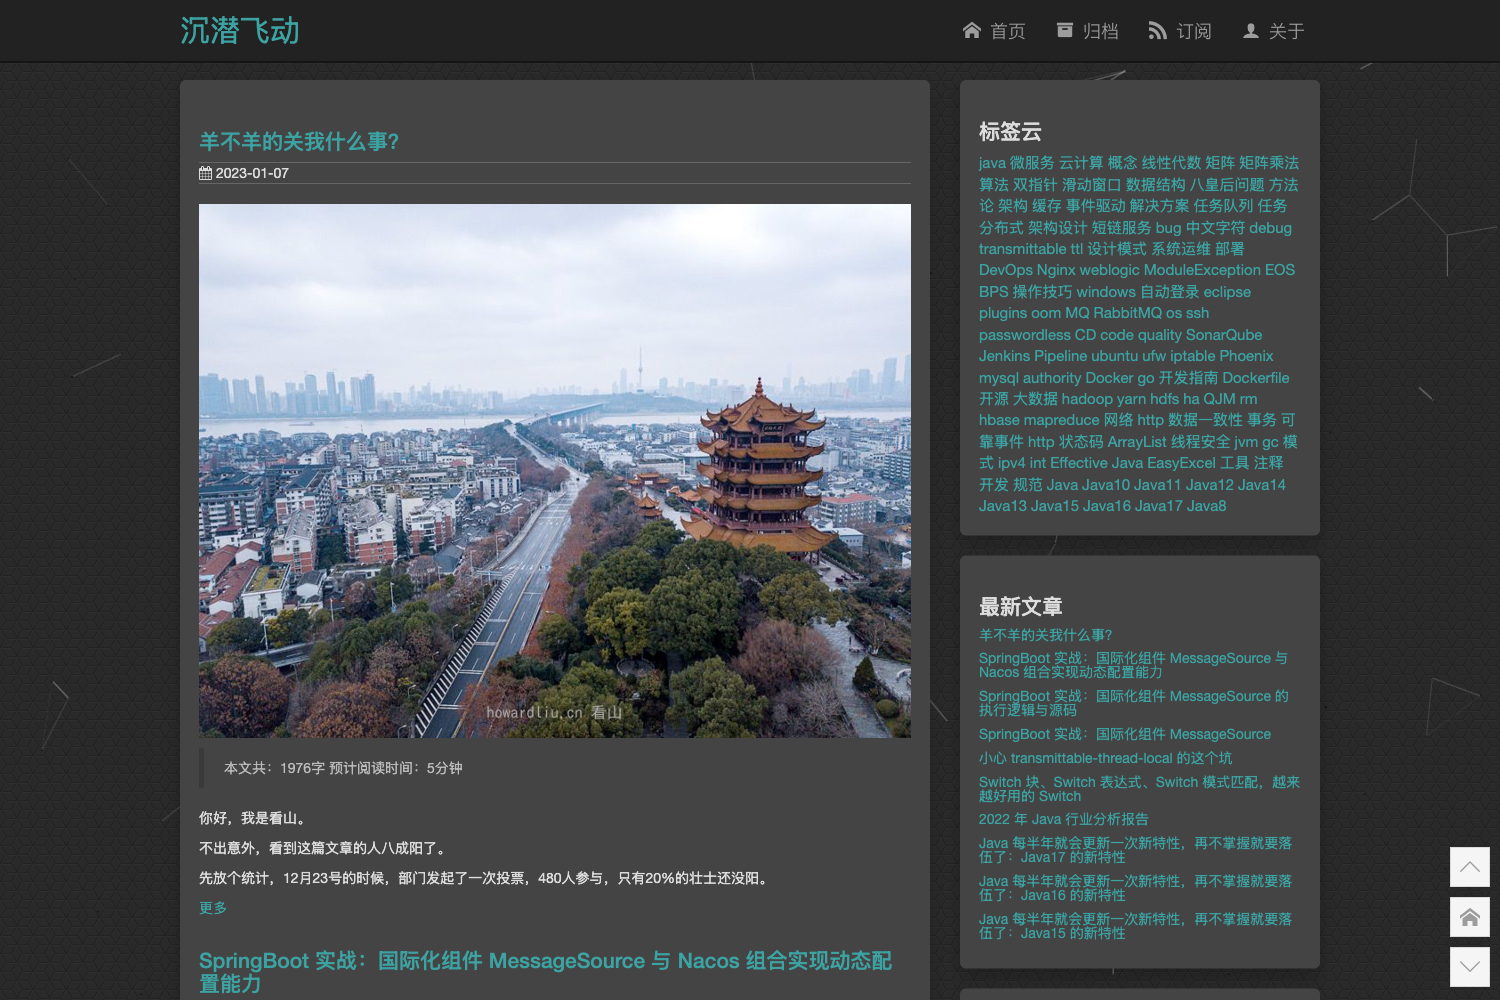 沉潜飞动
首页
归档
订阅
关于
羊不羊的关我什么事?
2023-01-07
howardliu.cn 看山
本文共：1976字 预计阅读时间：5分钟
你好，我是看山。
不出意外，看到这篇文章的人八成阳了。
先放个统计，12月23号的时候，部门发起了一次投票，480人参与，只有20%的壮士还没阳。
更多
SpringBoot 实战：国际化组件 MessageSource 与 Nacos 组合实现动态配
置能力
标签云
java 微服务 云计算 概念 线性代数 矩阵 矩阵乘法
算法 双指针 滑动窗口 数据结构 八皇后问题 方法
论 架构 缓存 事件驱动 解决方案 任务队列 任务
分布式 架构设计 短链服务 bug 中文字符 debug
transmittable ttl 设计模式 系统运维 部署
DevOps Nginx weblogic ModuleException EOS
BPS 操作技巧 windows 自动登录 eclipse
plugins oom MQ RabbitMQ os ssh
passwordless CD code quality SonarQube
Jenkins Pipeline ubuntu ufw iptable Phoenix
mysql authority Docker go 开发指南 Dockerfile
开源 大数据 hadoop yarn hdfs ha QJM rm
hbase mapreduce 网络 http 数据一致性 事务 可
靠事件 http 状态码 ArrayList 线程安全 jvm gc 模
式 ipv4 int Effective Java EasyExcel 工具 注释
开发 规范 Java Java10 Java11 Java12 Java14
Java13 Java15 Java16 Java17 Java8
最新文章
羊不羊的关我什么事?
SpringBoot 实战：国际化组件 MessageSource 与
Nacos 组合实现动态配置能力
SpringBoot 实战：国际化组件 MessageSource 的
执行逻辑与源码
SpringBoot 实战：国际化组件 MessageSource
小心 transmittable-thread-local 的这个坑
Switch 块、Switch 表达式、Switch 模式匹配，越来
越好用的 Switch
2022 年 Java 行业分析报告
Java 每半年就会更新一次新特性，再不掌握就要落
伍了：Java17 的新特性
Java 每半年就会更新一次新特性，再不掌握就要落
伍了：Java16 的新特性
Java 每半年就会更新一次新特性，再不掌握就要落
伍了：Java15 的新特性